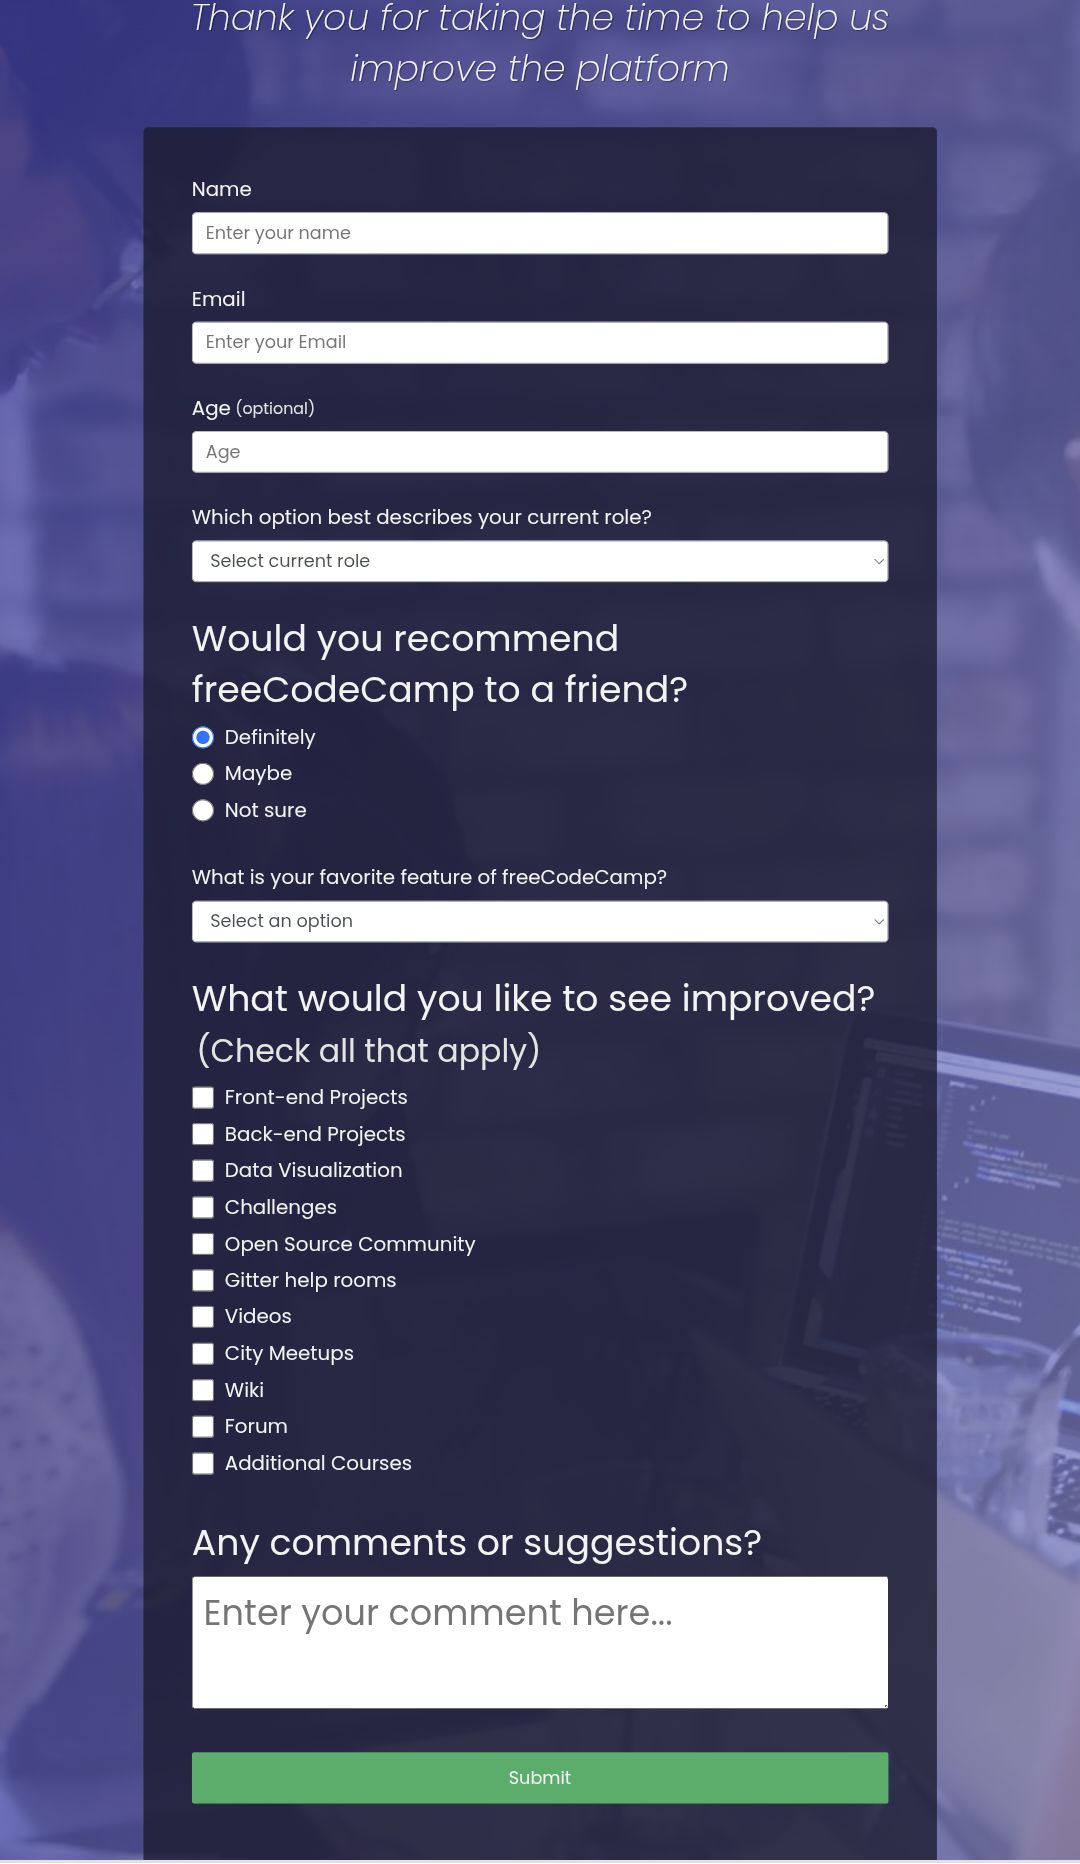 Thank you for taking the time to help us
improve the platform
Name
Enter your name
Email
Enter your Email
Age (optional)
Age
Which option best describes your current role?
Select current role
Would you recommend
freeCodeCamp to a friend?
Definitely
Maybe
Not sure
What is your favorite feature of freeCodeCamp?
Select an option
What would you like to see improved?
(Check all that apply)
Front-end Projects
Back-end Projects
Data Visualization
Challenges
Open Source Community
Gitter help rooms
Videos
City Meetups
Wiki
Forum
Additional Courses
Any comments or suggestions?
Enter your comment here...
Submit